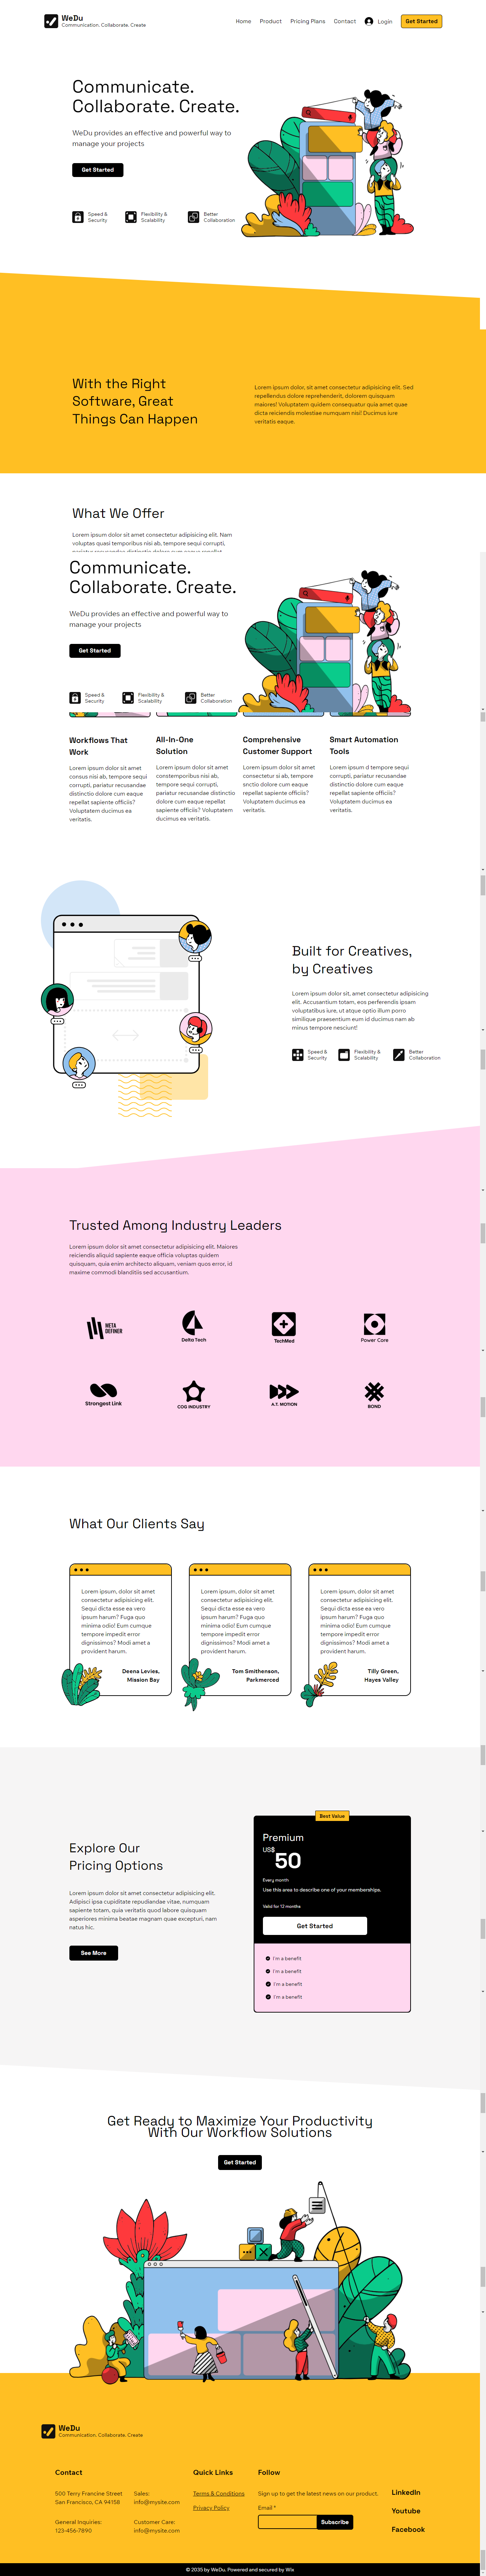 WeDu
Communication. Collaborate. Create
Home
Product
Pricing Plans
Contact
Login
Get Started
Communicate.
Collaborate. Create.
WeDu provides an effective and powerful way to
manage your projects
Get Started
Speed &
Security
Flexibility &
Scalability
Better
Collaboration
With the Right
Software, Great
Things Can Happen
Lorem ipsum dolor, sit amet consectetur adipisicing elit. Sed
repellendus dolore reprehenderit, dolorem quisquam
maiores! Voluptatem quidem consequatur quia amet quae
dicta reiciendis molestiae numquam nisi! Ducimus iure
veritatis eaque.
What We Offer
Lorem ipsum dolor sit amet consectetur adipisicing elit. Nam
voluptas quasi temporibus nisi ab, tempore sequi corrupti,
Communicate.
Collaborate. Create.
WeDu provides an effective and powerful way to
manage your projects
Get Started
Speed &
Security
Flexibility &
Scalability
Better
Collaboration
Workflows That
Work
Lorem ipsum dolor sit amet
consus nisi ab, tempore sequi
corrupti, pariatur recusandae
distinctio dolore cum eaque
repellat sapiente officiis?
Voluptatem ducimus ea
veritatis.
All-In-One
Solution
Lorem ipsum dolor sit amet
constemporibus nisi ab,
tempore sequi corrupti,
pariatur recusandae distinctio
dolore cum eaque repellat
sapiente officiis? Voluptatem
ducimus ea veritatis.
Comprehensive
Customer Support
Lorem ipsum dolor sit amet
consectetur si ab, tempore
snctio dolore cum eaque
repellat sapiente officiis?
Voluptatem ducimus ea
veritatis.
Smart Automation
Tools
Lorem ipsum d tempore sequi
corrupti, pariatur recusandae
distinctio dolore cum eaque
repellat sapiente officiis?
Voluptatem ducimus ea
veritatis.
Built for Creatives,
by Creatives
Lorem ipsum dolor sit, amet consectetur adipisicing
elit. Accusantium totam, eos perferendis ipsam
voluptatibus iure, ut atque optio illum porro
similique praesentium eum id ducimus nam ab
minus tempore nesciunt!
Speed &
Security
Flexibility &
Scalability
Better
Collaboration
Trusted Among Industry Leaders
Lorem ipsum dolor sit amet consectetur adipisicing elit. Maiores
reiciendis aliquid sapiente eaque officia voluptas quidem
quisquam, quia enim architecto aliquam, veniam quos error, id
maxime commodi blanditiis sed accusantium.
META
DEFINER
Delta Tech
TechMed
Power Core
Strongest Link
COG INDUSTRY
A.T. MOTION
BOND
What Our Clients Say
Lorem ipsum, dolor sit amet
consectetur adipisicing elit.
Sequi dicta esse ea vero
ipsum harum? Fuga quo
minima odio! Eum cumque
tempore impedit error
dignissimos? Modi amet a
provident harum.
Deena Levies,
Mission Bay
Lorem ipsum, dolor sit amet
consectetur adipisicing elit.
Sequi dicta esse ea vero
ipsum harum? Fuga quo
minima odio! Eum cumque
tempore impedit error
dignissimos? Modi amet a
provident harum.
Tom Smithenson,
Parkmerced
Lorem ipsum, dolor sit amet
consectetur adipisicing elit.
Sequi dicta esse ea vero
ipsum harum? Fuga quo
minima odio! Eum cumque
tempore impedit error
dignissimos? Modi amet a
provident harum.
Tilly Green,
Hayea Valley
Explore Our
Pricing Options
Lorem ipsum dolor sit amet consectetur adipisicing elit.
Adipisci ipsa cupiditate repudiandae vitae, numquam
sapiente totam, quia veritatis quod labore quisquam
asperiores minima beatae magnam quae excepturi, nam
natus hic.
See More
Best Value
Premium
US$
50
Every month
Use this area to describe one of your memberships.
Valid for 12 months
Get Started
I'm a benefit
I'm a benefit
I'm a benefit
I'm a benefit
Get Ready to Maximize Your Productivity
With Our Workflow Solutions
Get Started
WeDu
Communication. Collaborate. Create
Contact
500 Terry Francine Street
San Francisco, CA 94158
General Inquiries:
123-456-7890
Sales:
info@mysite.com
Customer Care:
info@mysite.com
Quick Links
Terms & Conditions
Privacy Policy
Follow
Sign up to get the latest news on our product.
Email *
Subscribe
LinkedIn
Youtube
Facebook
© 2035 by WeDu. Powered and secured by Wix